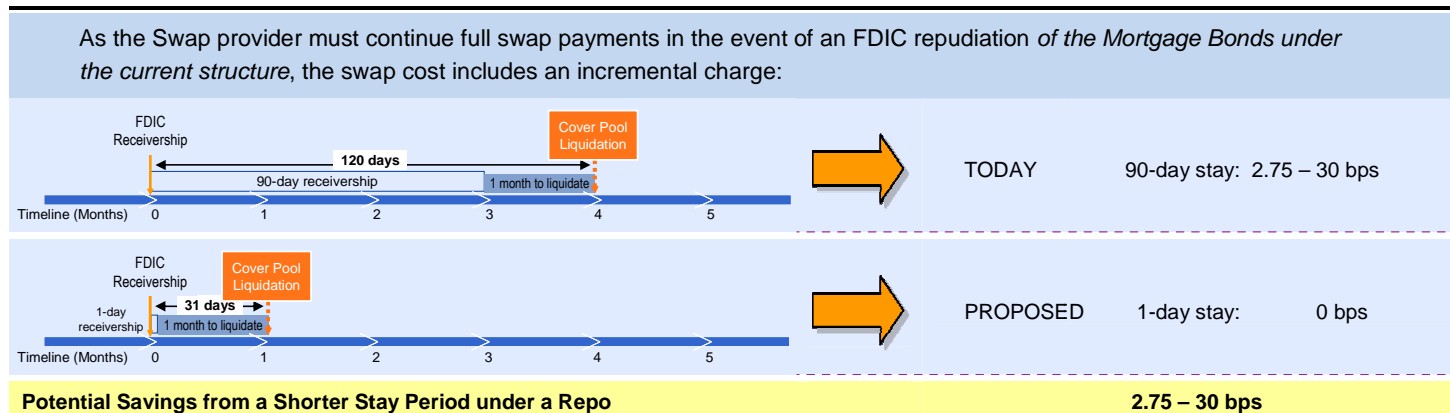 As the Swap provider must continue full swap payments in the event of an FDIC repudiation of the Mortgage Bonds under
the current structure, the swap cost includes an incremental charge:
FDIC
Receivership
Cover Pool
Liquidation
120 days
90-day receivership
1 month to liquidate
Timeline (Months) 0 1 2 3 4 5
TODAY 90-day stay: 2.75 – 30 bps
FDIC
Receivership
Cover Pool
Liquidation
31 days
1-day
receivership
1 month to liquidate
Timeline (Months) 0 1 2 3 4 5
PROPOSED 1-day stay: 0 bps
Potential Savings from a Shorter Stay Period under a Repo 2.75 – 30 bps